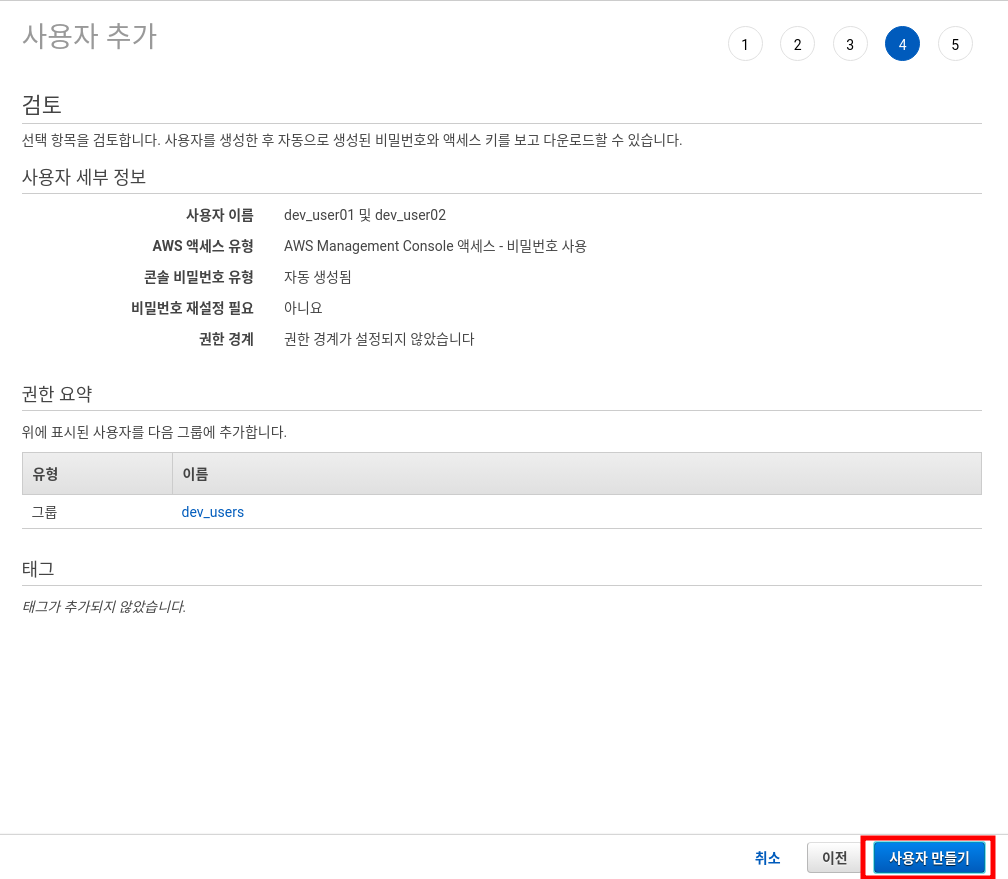 사용자 추가
1 2 3 4 5
검토
선택 항목을 검토합니다. 사용자를 생성한 후 자동으로 생성된 비밀번호와 액세스 키를 보고 다운로드할 수 있습니다.
사용자 세부 정보
사용자 이름 dev_user01 및 dev_user02
AWS 액세스 유형 AWS Management Console 액세스 - 비밀번호 사용
콘솔 비밀번호 유형 자동 생성됨
비밀번호 재설정 필요 아니요
권한 경계 권한 경계가 설정되지 않았습니다
권한 요약
위에 표시된 사용자를 다음 그룹에 추가합니다.
유형 이름
그룹 dev_users
태그
태그가 추가되지 않았습니다.
취소 이전 사용자 만들기